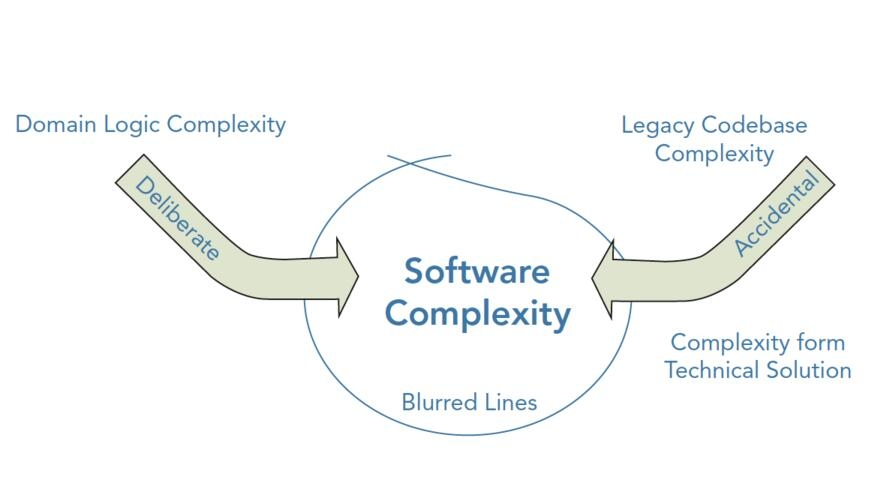 Domain Logic Complexity
Deliberate
Legacy Codebase
Complexity
Accidental
Software
Complexity
Complexity form
Technical Solution
Blurred Lines